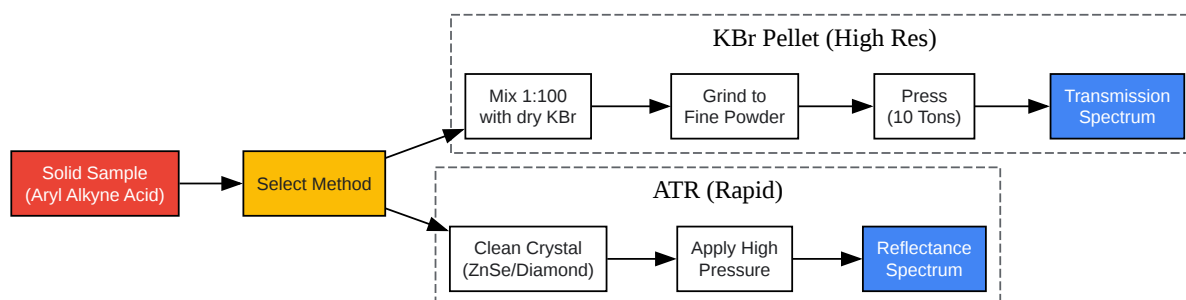 KBr Pellet (High Res)
Mix 1:100
with dry KBr
Grind to
Fine Powder
Press
(10 Tons)
Transmission
Spectrum
Solid Sample
(Aryl Alkyne Acid)
Select Method
ATR (Rapid)
Clean Crystal
(ZnSe/Diamond)
Apply High
Pressure
Reflectance
Spectrum